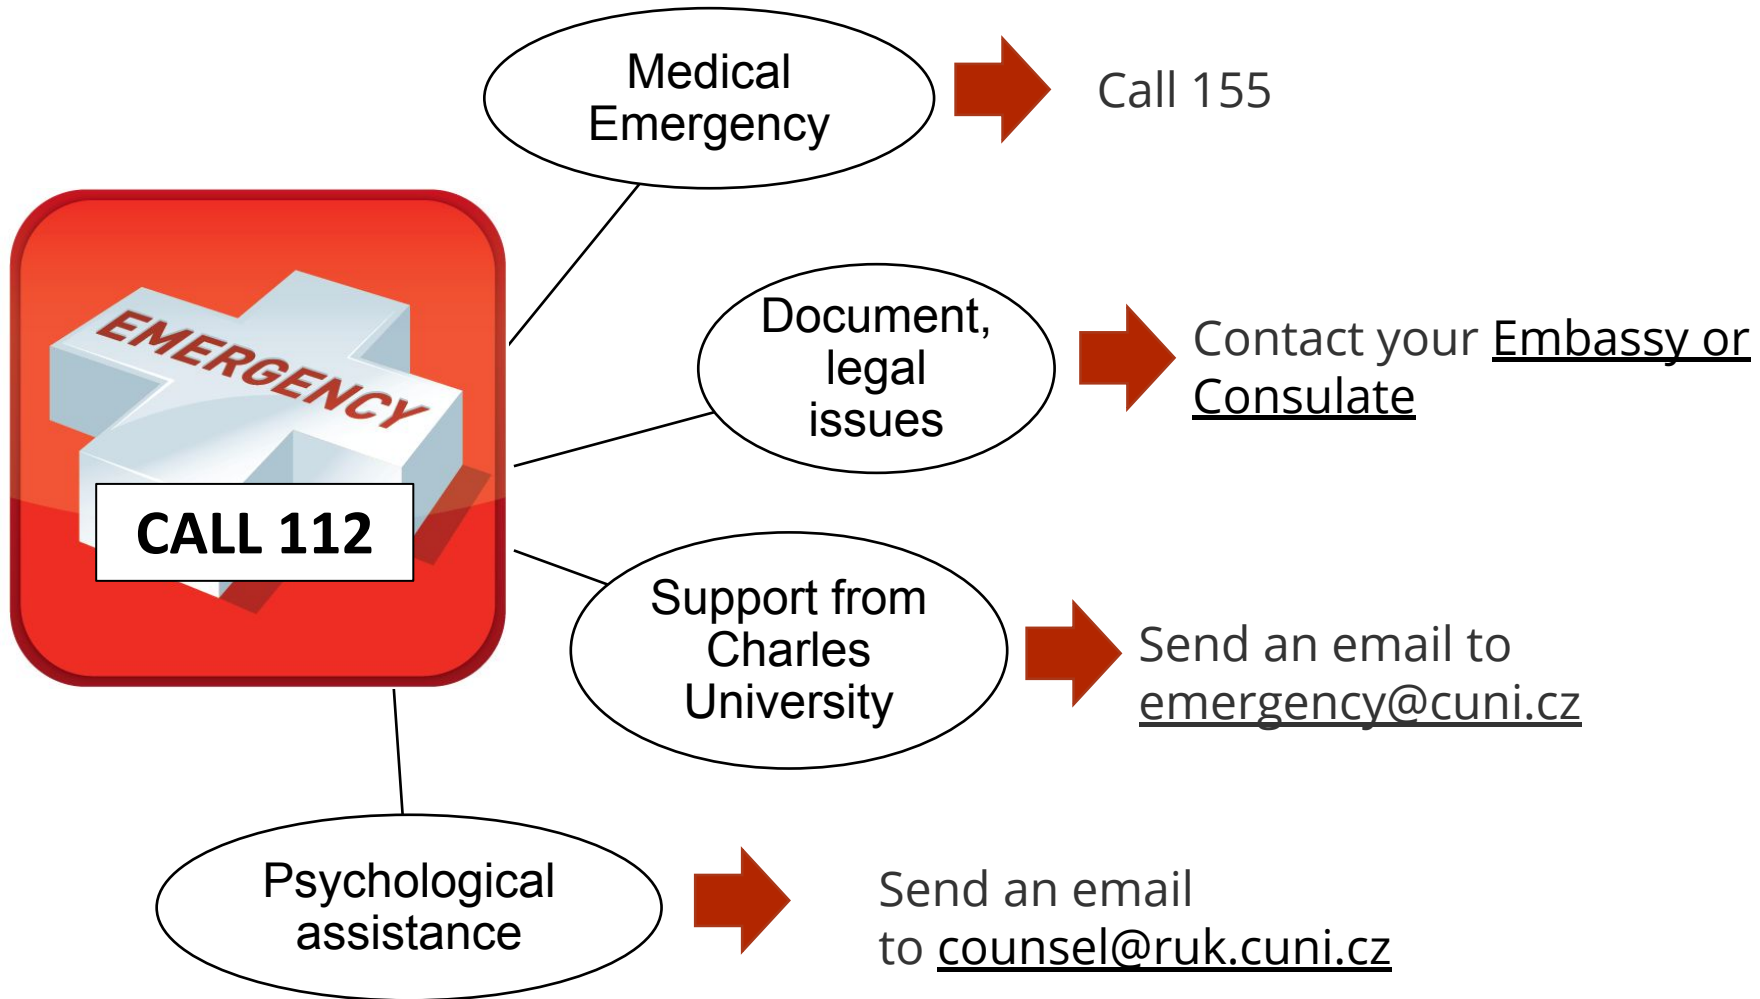 Medical
Emergency
Call 155
EMERGENCY
CALL 112
Document,
legal
issues
Contact your Embassy or
Consulate
Support from
Charles
University
Send an email to
emergency@cuni.cz
Psychological
assistance
Send an email
to counsel@ruk.cuni.cz